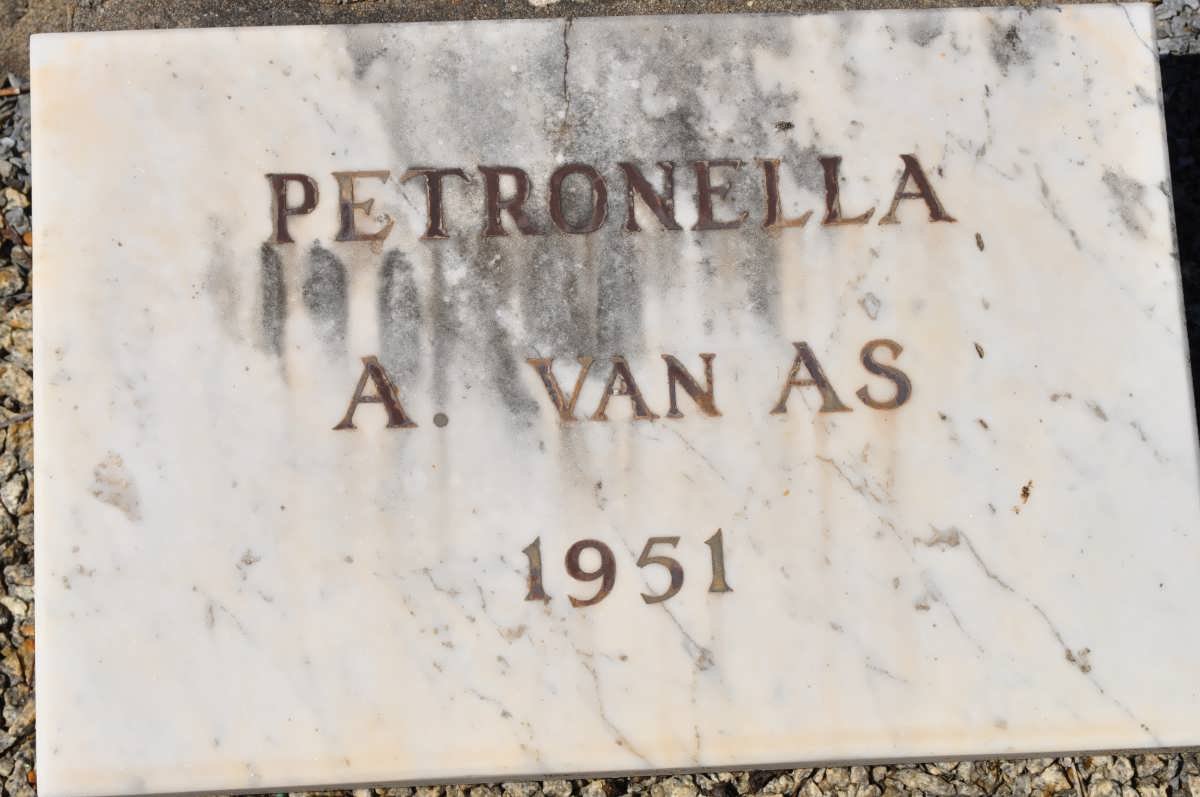 PETRONELLA
A. VAN AS
1951